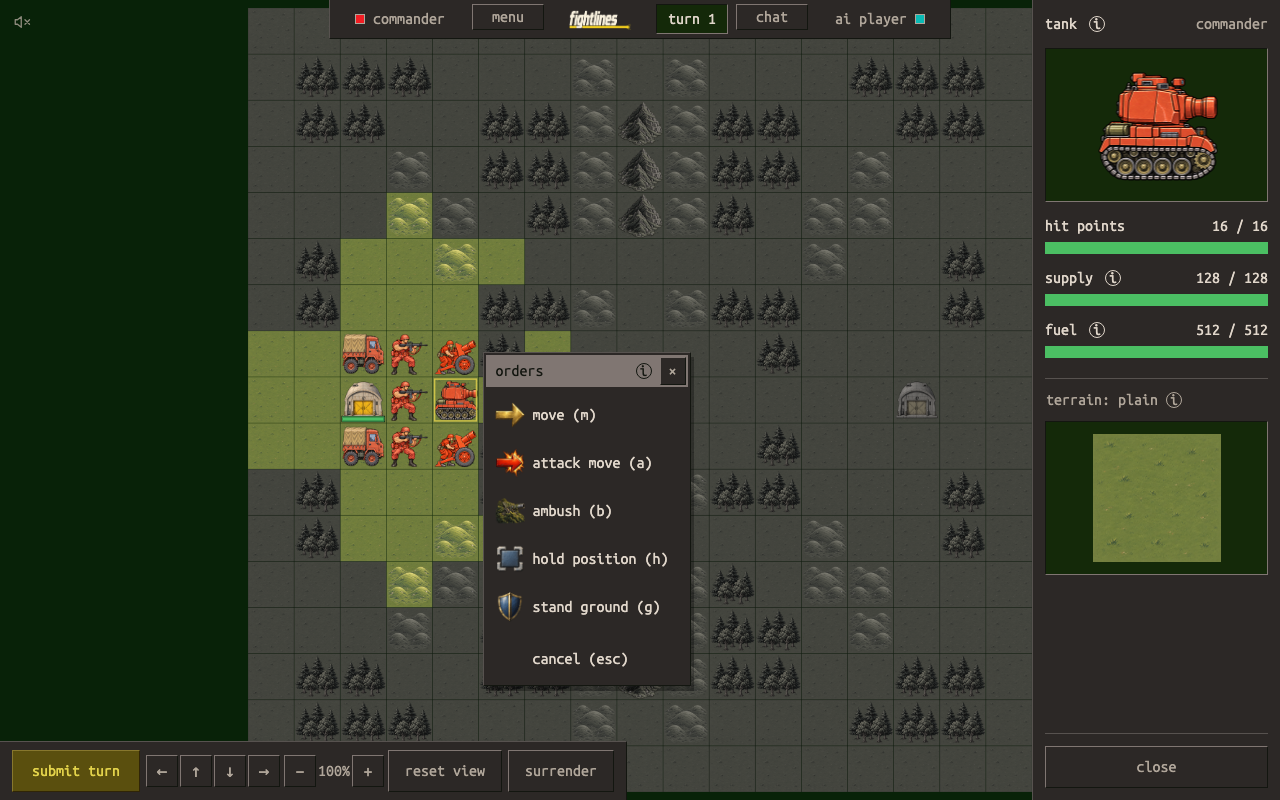 commander
menu
fightlines
turn 1
chat
ai player
tank
commander
hit points 16 / 16
supply 128 / 128
fuel 512 / 512
terrain: plain
close
orders
×
move (m)
attack move (a)
ambush (b)
hold position (h)
stand ground (g)
cancel (esc)
submit turn
← ↑ ↓ → − 100% +
reset view
surrender